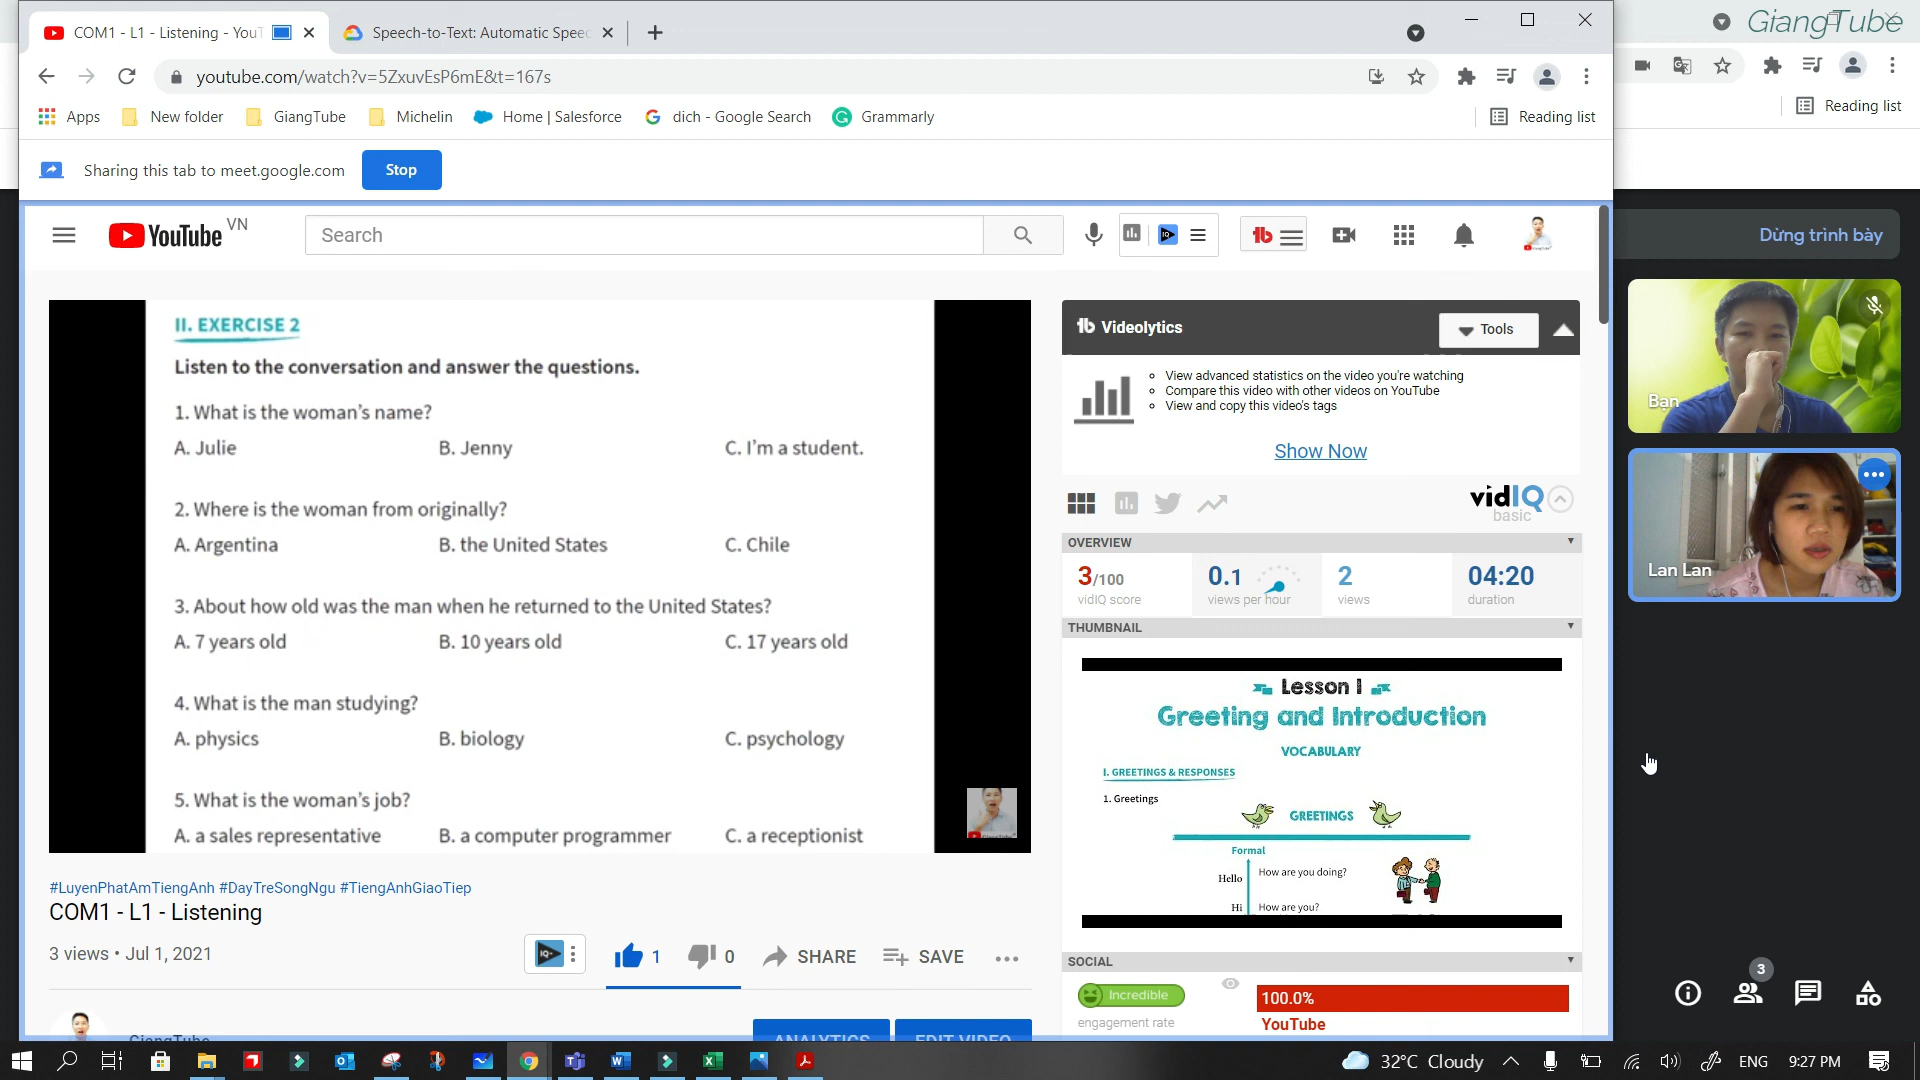 COM1 - L1 - Listening - YouT
Speech-to-Text: Automatic Speec
GiangTube
youtube.com/watch?v=5ZxuvEsP6mE&t=167s
Apps
New folder
GiangTube
Michelin
Home | Salesforce
dich - Google Search
Grammarly
Reading list
Reading list
Sharing this tab to meet.google.com
Stop
YouTube VN
Search
Dừng trình bày
II. EXERCISE 2
Listen to the conversation and answer the questions.
1. What is the woman's name?
A. Julie B. Jenny C. I'm a student.
2. Where is the woman from originally?
A. Argentina B. the United States C. Chile
3. About how old was the man when he returned to the United States?
A. 7 years old B. 10 years old C. 17 years old
4. What is the man studying?
A. physics B. biology C. psychology
5. What is the woman's job?
A. a sales representative B. a computer programmer C. a receptionist
#LuyenPhatAmTiengAnh #DayTreSongNgu #TiengAnhGiaoTiep
COM1 - L1 - Listening
3 views • Jul 1, 2021
1
0
SHARE
SAVE
GiangTube
ANALYTICS
EDIT VIDEO
tb Videolytics
Tools
View advanced statistics on the video you're watching
Compare this video with other videos on YouTube
View and copy this video's tags
Show Now
vidIQ
basic
OVERVIEW
3/100
vidIQ score
0.1
views per hour
2
views
04:20
duration
THUMBNAIL
Lesson 1
Greeting and Introduction
VOCABULARY
I. GREETINGS & RESPONSES
1. Greetings
GREETINGS
Formal
Hello How are you doing?
Hi How are you?
SOCIAL
Incredible
engagement rate
100.0%
YouTube
Bạn
Lan Lan
3
32°C Cloudy
ENG
9:27 PM